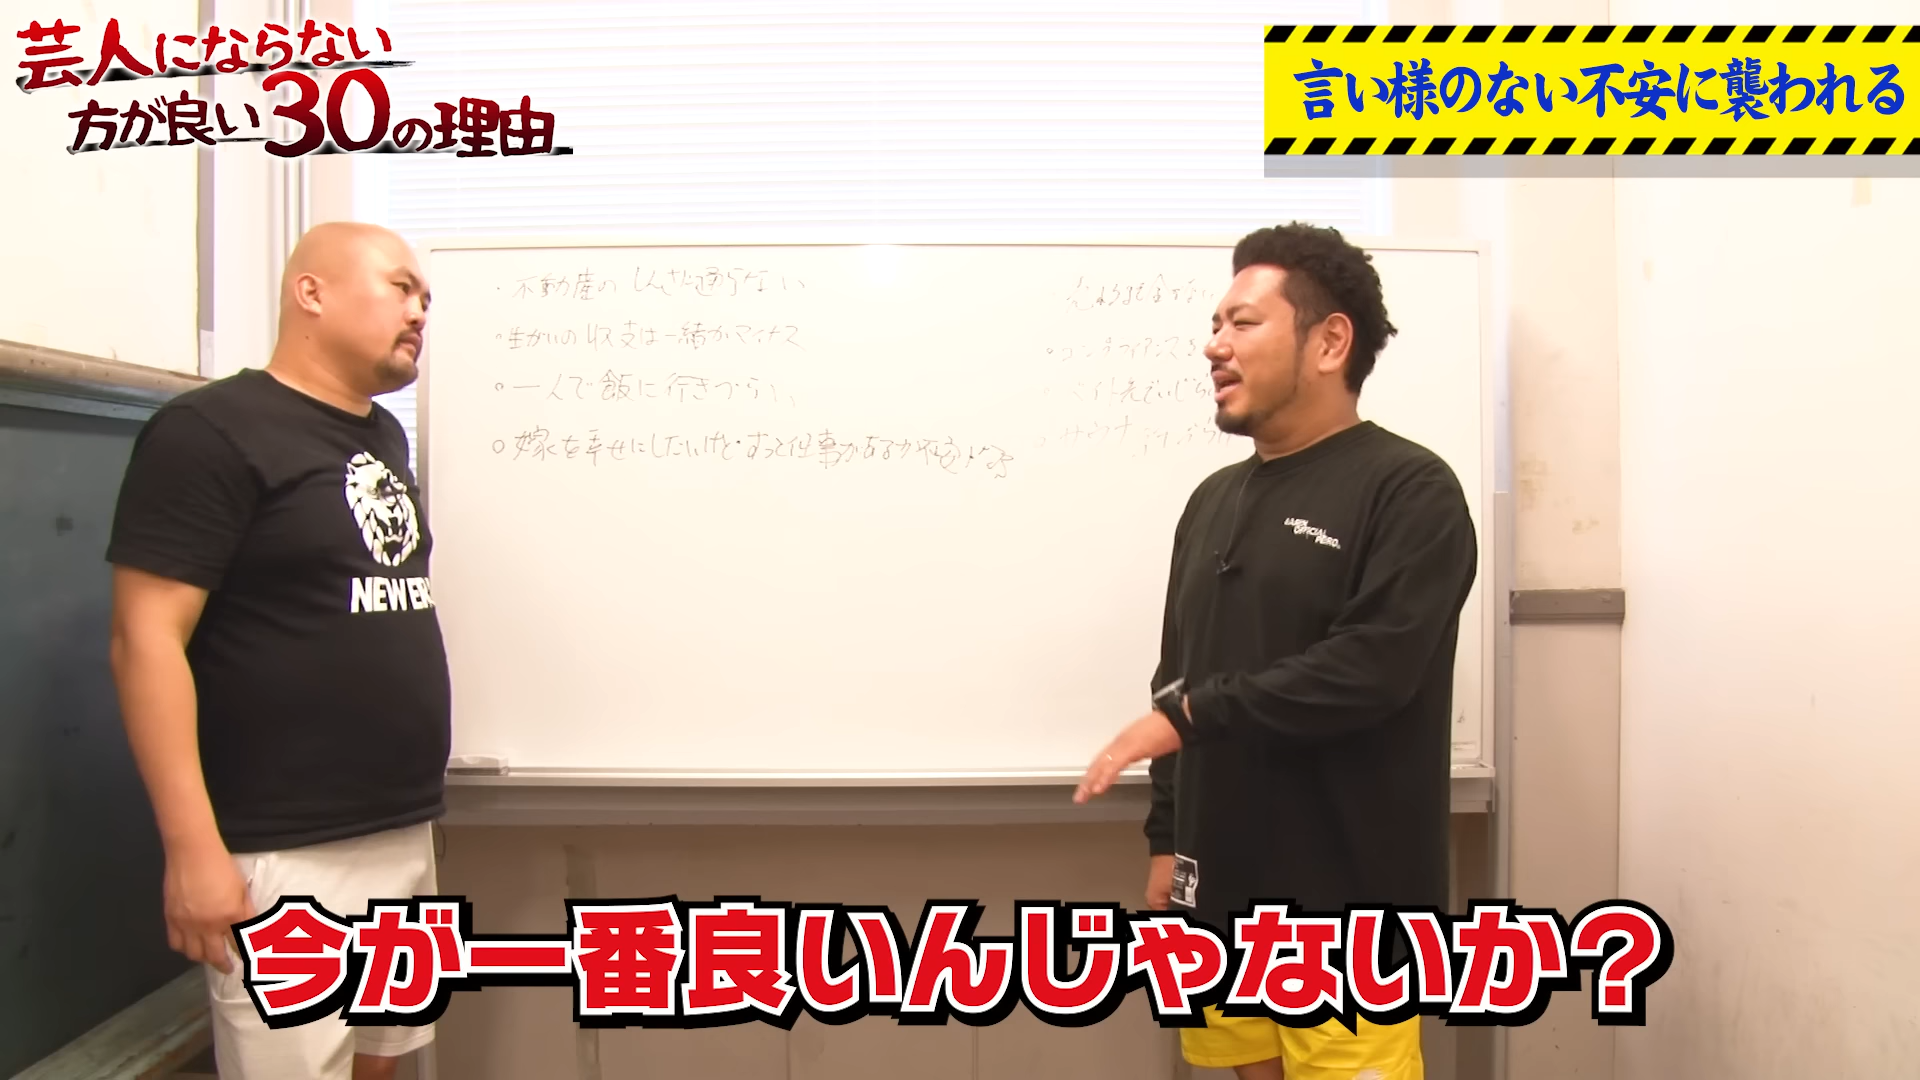 芸人にならない
方が良い30の理由
言い様のない不安に襲われる
・不動産のしんさ通らない
・生がいの収支は一緒かマイナス
・一人で飯に行きづらい
○嫁を幸せにしたいけど、ずっと仕事があるか不安
NEW ER
OFFICIAL
今が一番良いんじゃないか？